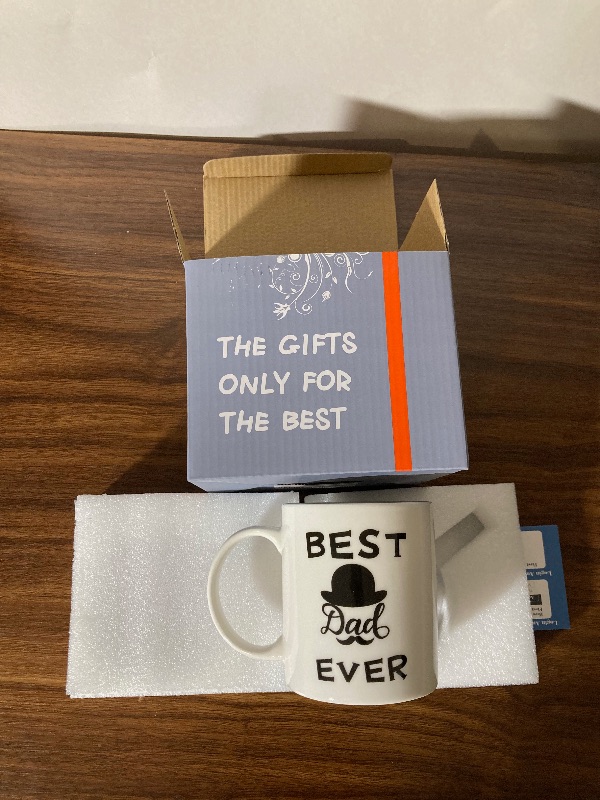 THE GIFTS
ONLY FOR
THE BEST
BEST
Dad
EVER